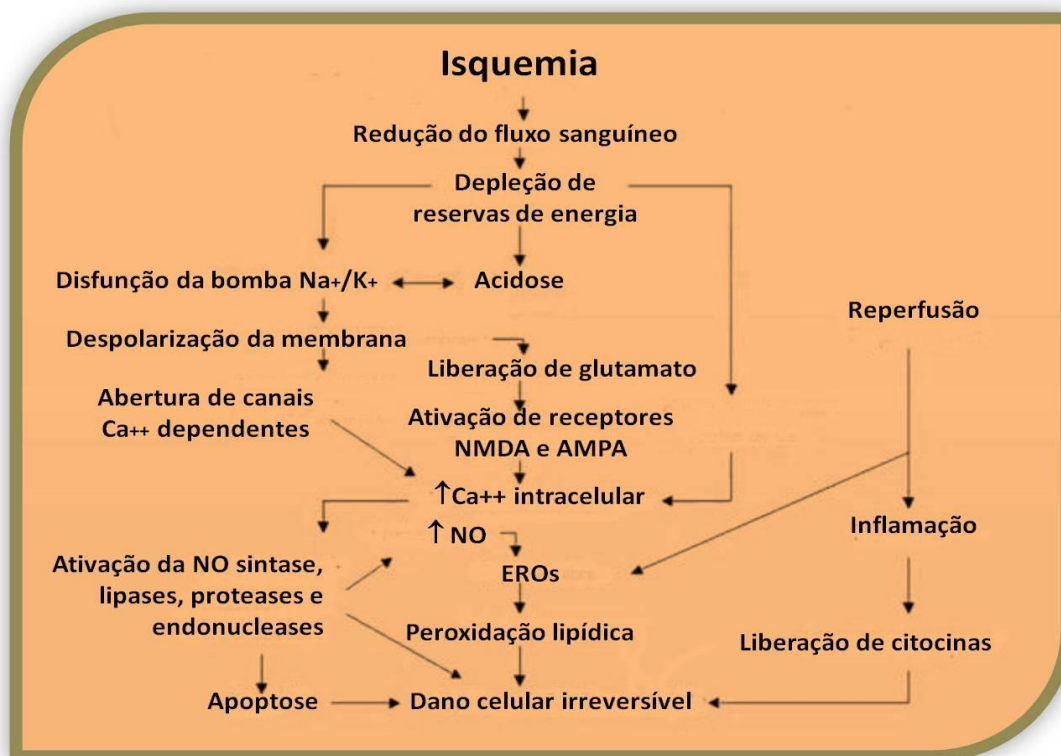 Isquemia
Redução do fluxo sanguíneo
Depleção de
reservas de energia
Disfunção da bomba Na+/K+
Acidose
Reperfusão
Despolarização da membrana
Liberação de glutamato
Abertura de canais
Ca++ dependentes
Ativação de receptores
NMDA e AMPA
↑Ca++ intracelular
Inflamação
↑ NO
Ativação da NO sintase,
lipases, proteases e
endonucleases
EROs
Peroxidação lipídica
Liberação de citocinas
Apoptose
Dano celular irreversível